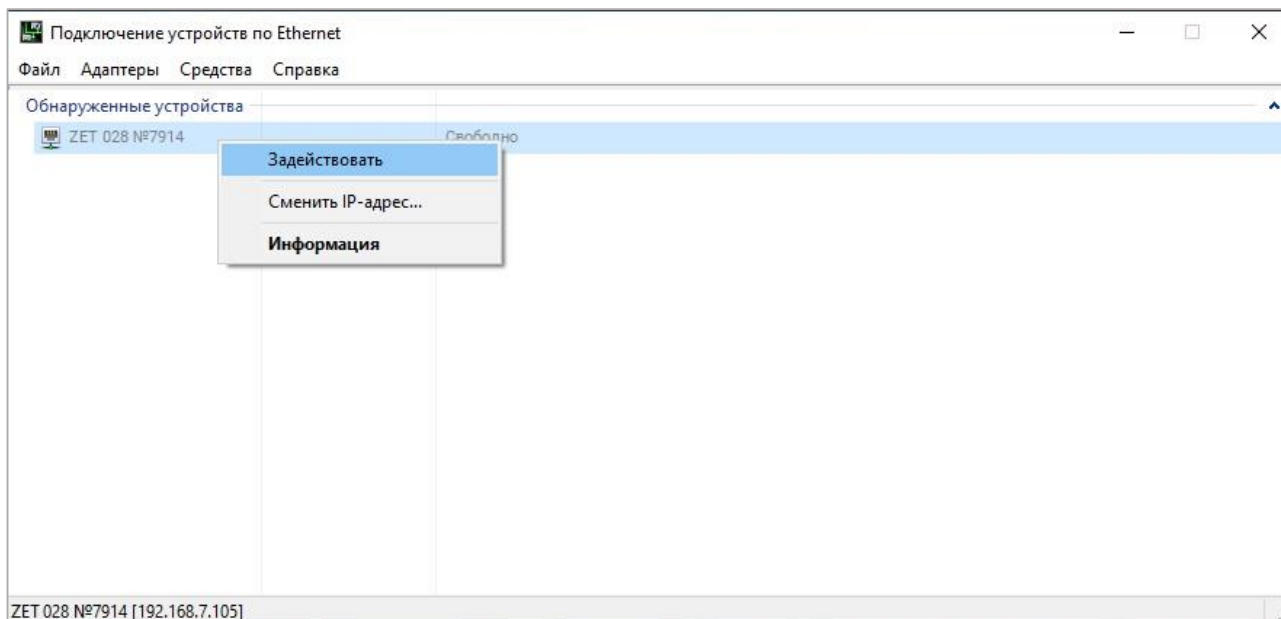 Подключение устройств по Ethernet
Файл Адаптеры Средства Справка
Обнаруженные устройства
ZET 028 №7914 Свободно
Задействовать
Сменить IP-адрес...
Информация
ZET 028 №7914 [192.168.7.105]